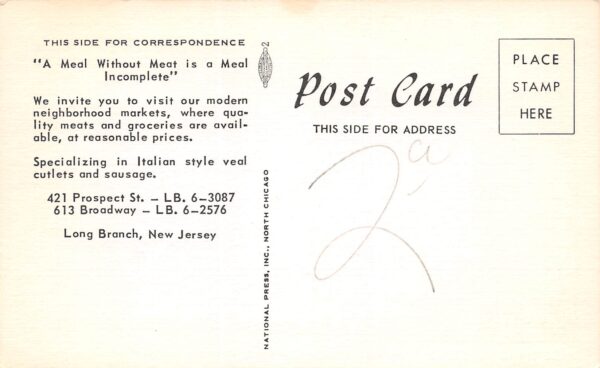 THIS SIDE FOR CORRESPONDENCE
"A Meal Without Meat is a Meal
Incomplete"
We invite you to visit our modern
neighborhood markets, where qua-
lity meats and groceries are avail-
able, at reasonable prices.
Specializing in Italian style veal
cutlets and sausage.
421 Prospect St. — LB. 6-3087
613 Broadway — LB. 6-2576
Long Branch, New Jersey
2
NATIONAL PRESS, INC., NORTH CHICAGO
Post Card
THIS SIDE FOR ADDRESS
PLACE
STAMP
HERE